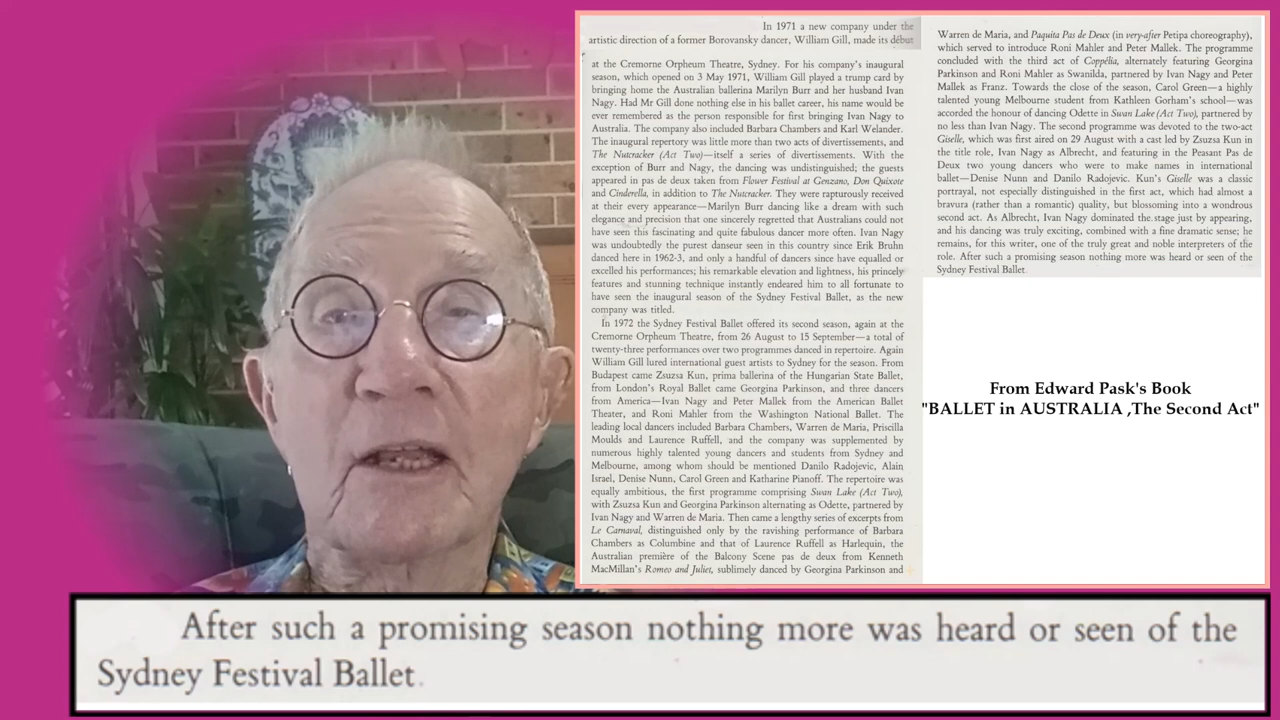 In 1971 a new company under the
artistic direction of a former Borovansky dancer, William Gill, made its début
at the Cremorne Orpheum Theatre, Sydney. For his company's inaugural
season, which opened on 3 May 1971, William Gill played a trump card by
bringing home the Australian ballerina Marilyn Burr and her husband Ivan
Nagy. Had Mr Gill done nothing else in his ballet career, his name would be
ever remembered as the person responsible for first bringing Ivan Nagy to
Australia. The company also included Barbara Chambers and Karl Welander.
The inaugural repertory was little more than two acts of divertissements, and
The Nutcracker (Act Two)—itself a series of divertissements. With the
exception of Burr and Nagy, the dancing was undistinguished; the guests
appeared in pas de deux taken from Flower Festival at Genzano, Don Quixote
and Cinderella, in addition to The Nutcracker. They were rapturously received
at their every appearance—Marilyn Burr dancing like a dream with such
elegance and precision that one sincerely regretted that Australians could not
have seen this fascinating and quite fabulous dancer more often. Ivan Nagy
was undoubtedly the purest danseur seen in this country since Erik Bruhn
danced here in 1962-3, and only a handful of dancers since have equalled or
excelled his performances; his remarkable elevation and lightness, his princely
features and stunning technique instantly endeared him to all fortunate to
have seen the inaugural season of the Sydney Festival Ballet, as the new
company was titled.
In 1972 the Sydney Festival Ballet offered its second season, again at the
Cremorne Orpheum Theatre, from 26 August to 15 September—a total of
twenty-three performances over two programmes danced in repertoire. Again
William Gill lured international guest artists to Sydney for the season. From
Budapest came Zsuzsa Kun, prima ballerina of the Hungarian State Ballet,
from London's Royal Ballet came Georgina Parkinson, and three dancers
from America—Ivan Nagy and Peter Mallek from the American Ballet
Theater, and Roni Mahler from the Washington National Ballet. The
leading local dancers included Barbara Chambers, Warren de Maria, Priscilla
Moulds and Laurence Ruffell, and the company was supplemented by
numerous highly talented young dancers and students from Sydney and
Melbourne, among whom should be mentioned Danilo Radojevic, Alain
Israel, Denise Nunn, Carol Green and Katharine Pianoff. The repertoire was
equally ambitious, the first programme comprising Swan Lake (Act Two),
with Zsuzsa Kun and Georgina Parkinson alternating as Odette, partnered by
Ivan Nagy and Warren de Maria. Then came a lengthy series of excerpts from
Le Carnaval, distinguished only by the ravishing performance of Barbara
Chambers as Columbine and that of Laurence Ruffell as Harlequin, the
Australian première of the Balcony Scene pas de deux from Kenneth
MacMillan's Romeo and Juliet, sublimely danced by Georgina Parkinson and
Warren de Maria, and Paquita Pas de Deux (in very-after Petipa choreography),
which served to introduce Roni Mahler and Peter Mallek. The programme
concluded with the third act of Coppélia, alternately featuring Georgina
Parkinson and Roni Mahler as Swanilda, partnered by Ivan Nagy and Peter
Mallek as Franz. Towards the close of the season, Carol Green—a highly
talented young Melbourne student from Kathleen Gorham's school—was
accorded the honour of dancing Odette in Swan Lake (Act Two), partnered by
no less than Ivan Nagy. The second programme was devoted to the two-act
Giselle, which was first aired on 29 August with a cast led by Zsuzsa Kun in
the title role, Ivan Nagy as Albrecht, and featuring in the Peasant Pas de
Deux two young dancers who were to make names in international
ballet—Denise Nunn and Danilo Radojevic. Kun's Giselle was a classic
portrayal, not especially distinguished in the first act, which had almost a
bravura (rather than a romantic) quality, but blossoming into a wondrous
second act. As Albrecht, Ivan Nagy dominated the stage just by appearing,
and his dancing was truly exciting, combined with a fine dramatic sense; he
remains, for this writer, one of the truly great and noble interpreters of the
role. After such a promising season nothing more was heard or seen of the
Sydney Festival Ballet.
From Edward Pask's Book
"BALLET in AUSTRALIA ,The Second Act"
After such a promising season nothing more was heard or seen of the
Sydney Festival Ballet.